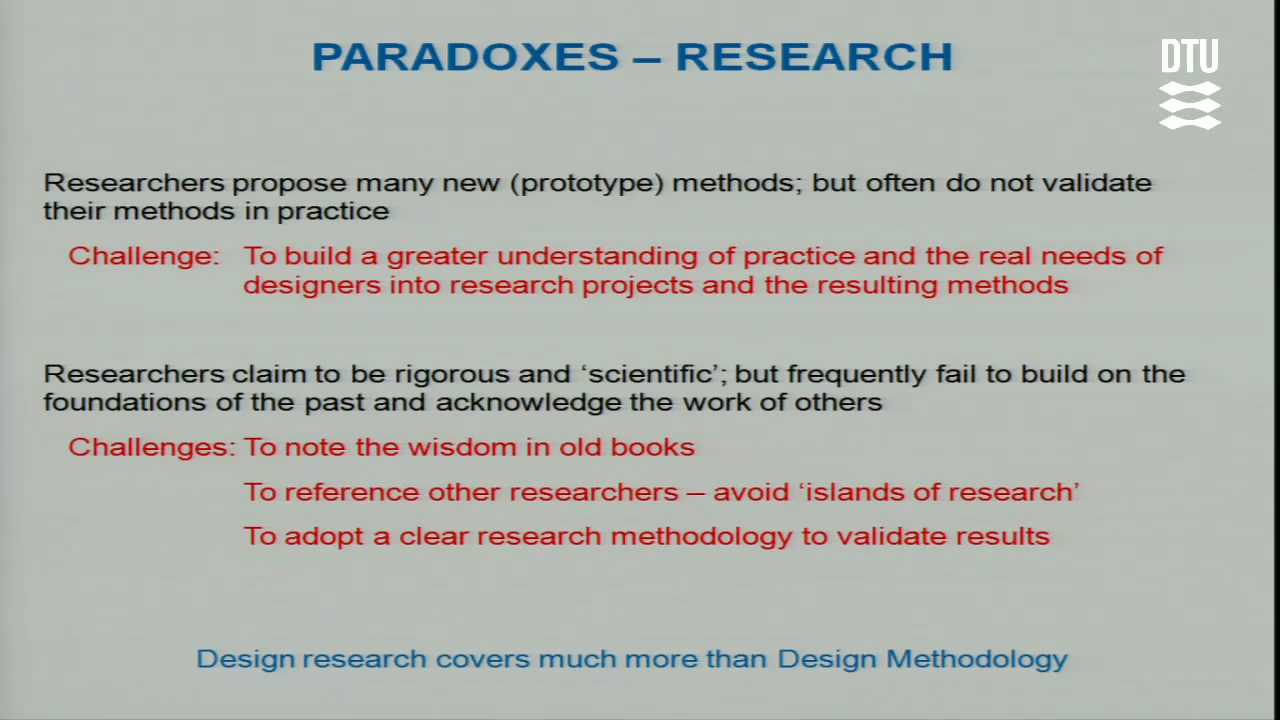 PARADOXES – RESEARCH
DTU
Researchers propose many new (prototype) methods; but often do not validate
their methods in practice
Challenge: To build a greater understanding of practice and the real needs of
designers into research projects and the resulting methods
Researchers claim to be rigorous and ‘scientific’; but frequently fail to build on the
foundations of the past and acknowledge the work of others
Challenges: To note the wisdom in old books
To reference other researchers – avoid ‘islands of research’
To adopt a clear research methodology to validate results
Design research covers much more than Design Methodology